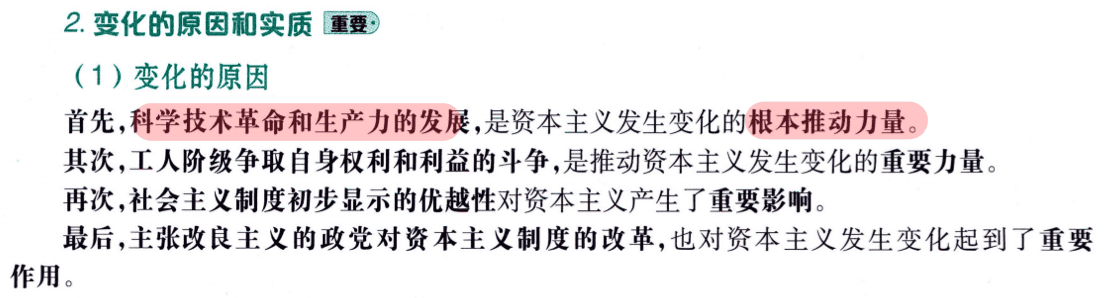 2. 变化的原因和实质 重要
（1）变化的原因
首先，科学技术革命和生产力的发展，是资本主义发生变化的根本推动力量。
其次，工人阶级争取自身权利和利益的斗争，是推动资本主义发生变化的重要力量。
再次，社会主义制度初步显示的优越性对资本主义产生了重要影响。
最后，主张改良主义的政党对资本主义制度的改革，也对资本主义发生变化起到了重要
作用。